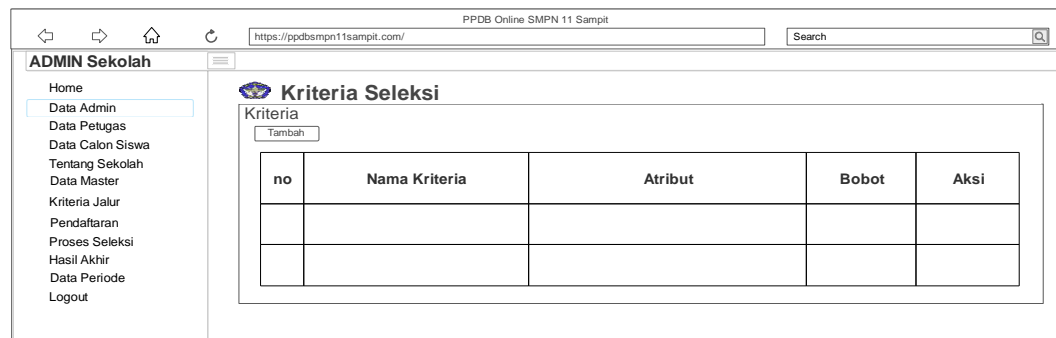 PPDB Online SMPN 11 Sampit
https://ppdbsmpn11sampit.com/
Search
ADMIN Sekolah
Home
Data Admin
Data Petugas
Data Calon Siswa
Tentang Sekolah
Data Master
Kriteria Jalur
Pendaftaran
Proses Seleksi
Hasil Akhir
Data Periode
Logout
Kriteria Seleksi
Kriteria
Tambah
no Nama Kriteria Atribut Bobot Aksi